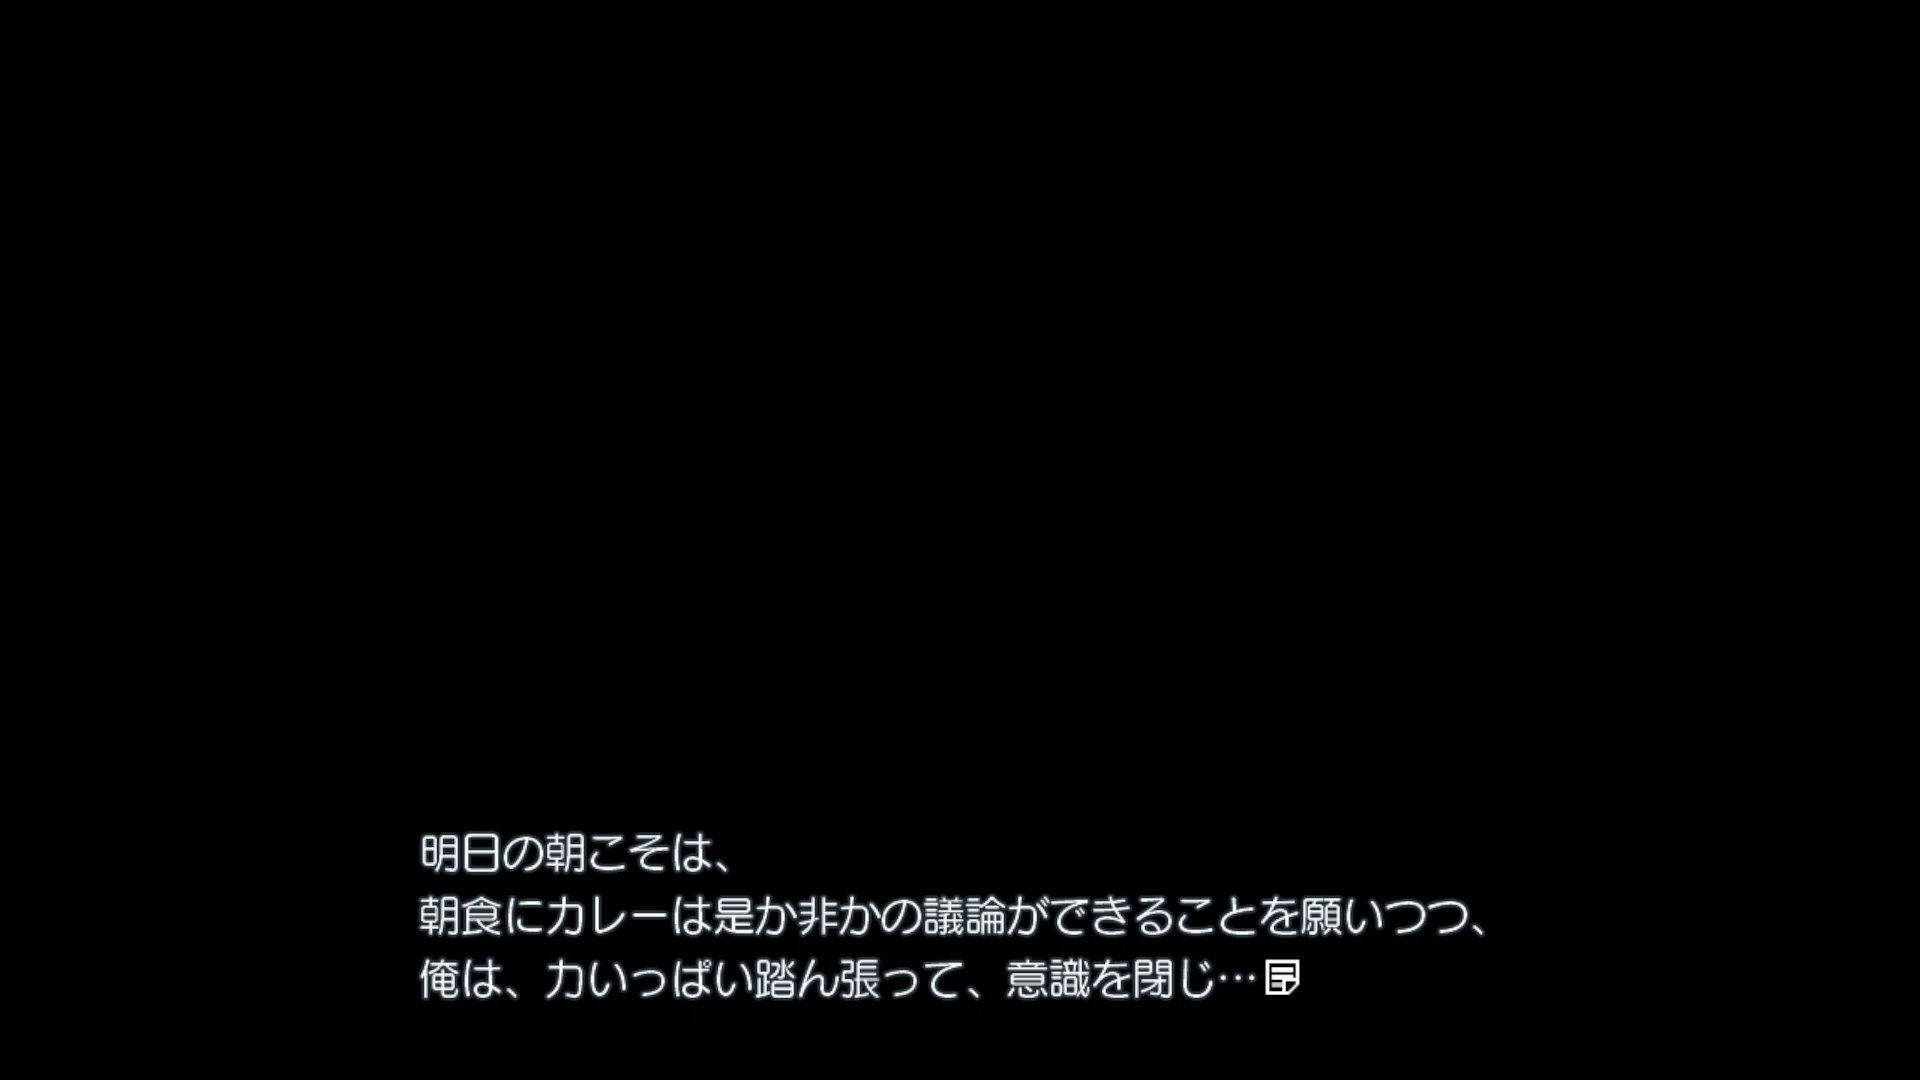 明日の朝こそは、
朝食にカレーは是か非かの議論ができることを願いつつ、
俺は、力いっぱい踏ん張って、意識を閉じ…